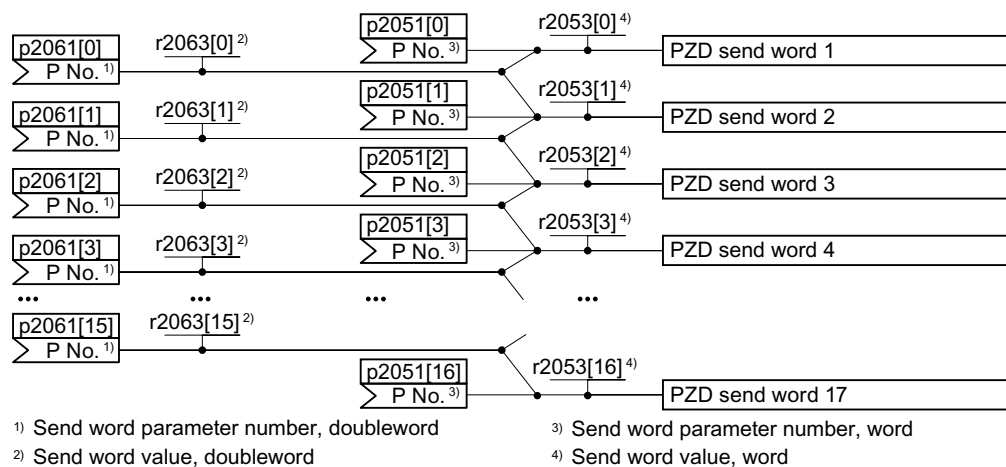 p2051[0] r2053[0] 4)
p2061[0] r2063[0] 2) P No. 3) PZD send word 1
P No. 1)
p2051[1] r2053[1] 4)
p2061[1] r2063[1] 2) P No. 3) PZD send word 2
P No. 1)
p2051[2] r2053[2] 4)
p2061[2] r2063[2] 2) P No. 3) PZD send word 3
P No. 1)
p2051[3] r2053[3] 4)
p2061[3] r2063[3] 2) P No. 3) PZD send word 4
P No. 1)
... ... ... ...
p2061[15] r2063[15] 2)
P No. 1)
p2051[16] r2053[16] 4)
P No. 3) PZD send word 17
1) Send word parameter number, doubleword 3) Send word parameter number, word
2) Send word value, doubleword 4) Send word value, word